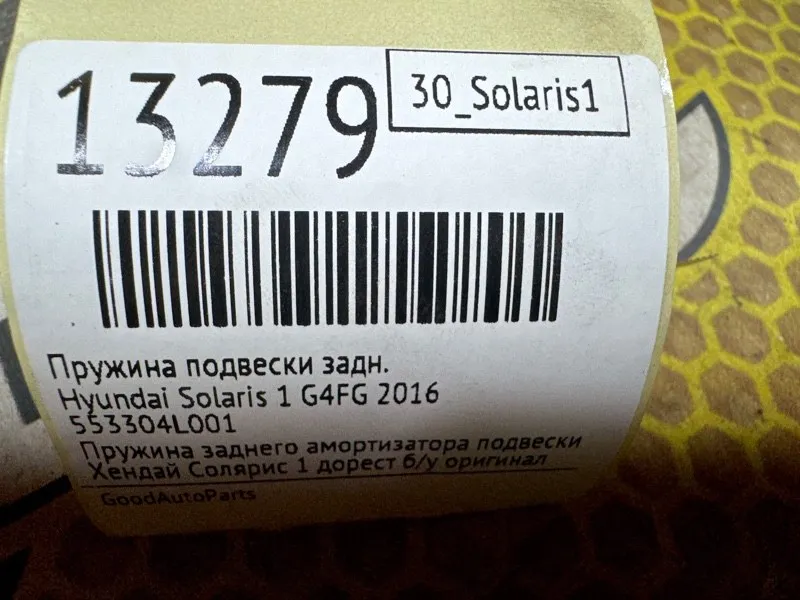 13279
30_Solaris1
Пружина подвески задн.
Hyundai Solaris 1 G4FG 2016
553304L001
Пружина заднего амортизатора подвески
Хендай Солярис 1 дорест б/у оригинал
GoodAutoParts